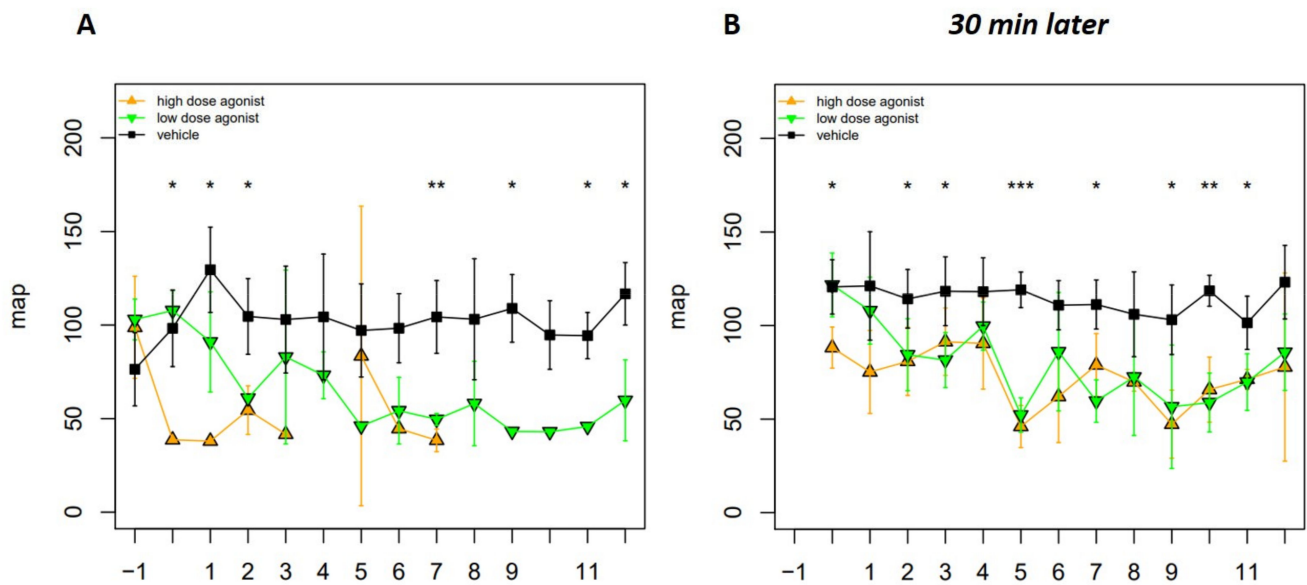 A
high dose agonist
low dose agonist
vehicle
* * * ** * * *
map
200
150
100
50
0
−1 1 2 3 4 5 6 7 8 9 11
B 30 min later
high dose agonist
low dose agonist
vehicle
* * * *** * * ** *
map
200
150
100
50
0
−1 1 2 3 4 5 6 7 8 9 11